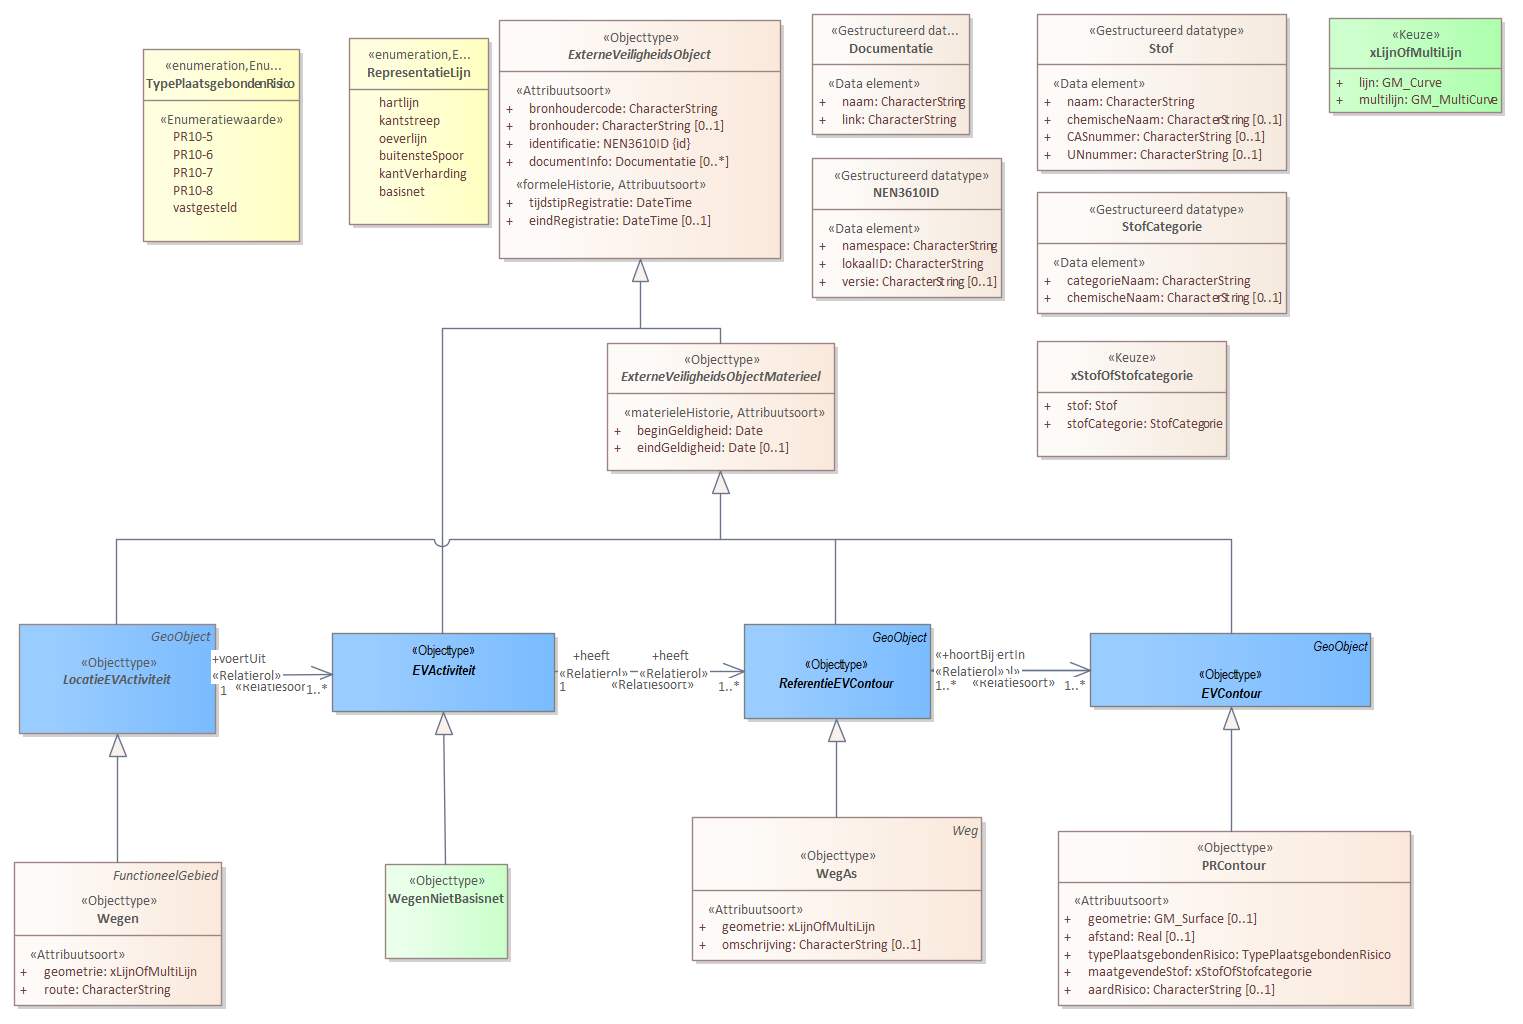 «enumeration,Enu...
TypePlaatsgebondenRisico
«Enumeratiewaarde»
PR10-5
PR10-6
PR10-7
PR10-8
vastgesteld
«enumeration,E...
RepresentatieLijn
hartlijn
kantstreep
oeverlijn
buitensteSpoor
kantVerharding
basisnet
«Objecttype»
ExterneVeiligheidsObject
«Attribuutsoort»
+ bronhoudercode: CharacterString
+ bronhouder: CharacterString [0..1]
+ identificatie: NEN3610ID {id}
+ documentInfo: Documentatie [0..*]
«formeleHistorie, Attribuutsoort»
+ tijdstipRegistratie: DateTime
+ eindRegistratie: DateTime [0..1]
«Gestructureerd dat...
Documentatie
«Data element»
+ naam: CharacterString
+ link: CharacterString
«Gestructureerd datatype»
NEN3610ID
«Data element»
+ namespace: CharacterString
+ lokaalID: CharacterString
+ versie: CharacterString [0..1]
«Gestructureerd datatype»
Stof
«Data element»
+ naam: CharacterString
+ chemischeNaam: CharacterString [0..1]
+ CASnummer: CharacterString [0..1]
+ UNnummer: CharacterString [0..1]
«Gestructureerd datatype»
StofCategorie
«Data element»
+ categorieNaam: CharacterString
+ chemischeNaam: CharacterString [0..1]
«Keuze»
xStofOfStofcategorie
+ stof: Stof
+ stofCategorie: StofCategorie
«Keuze»
xLijnOfMultiLijn
+ lijn: GM_Curve
+ multilijn: GM_MultiCurve
«Objecttype»
ExterneVeiligheidsObjectMaterieel
«materieleHistorie, Attribuutsoort»
+ beginGeldigheid: Date
+ eindGeldigheid: Date [0..1]
GeoObject
«Objecttype»
LocatieEVActiviteit
+voertUit
«Relatierol»
1 «Relatiesoort» 1..*
«Objecttype»
EVActiviteit
+heeft +heeft
«Relatierol» «Relatierol»
1 «Relatiesoort» 1..*
GeoObject
«Objecttype»
ReferentieEVContour
«Relatierol»
1..* «Relatiesoort» 1..*
GeoObject
«Objecttype»
EVContour
FunctioneelGebied
«Objecttype»
Wegen
«Attribuutsoort»
+ geometrie: xLijnOfMultiLijn
+ route: CharacterString
«Objecttype»
WegenNietBasisnet
Weg
«Objecttype»
WegAs
«Attribuutsoort»
+ geometrie: xLijnOfMultiLijn
+ omschrijving: CharacterString [0..1]
«Objecttype»
PRContour
«Attribuutsoort»
+ geometrie: GM_Surface [0..1]
+ afstand: Real [0..1]
+ typePlaatsgebondenRisico: TypePlaatsgebondenRisico
+ maatgevendeStof: xStofOfStofcategorie
+ aardRisico: CharacterString [0..1]